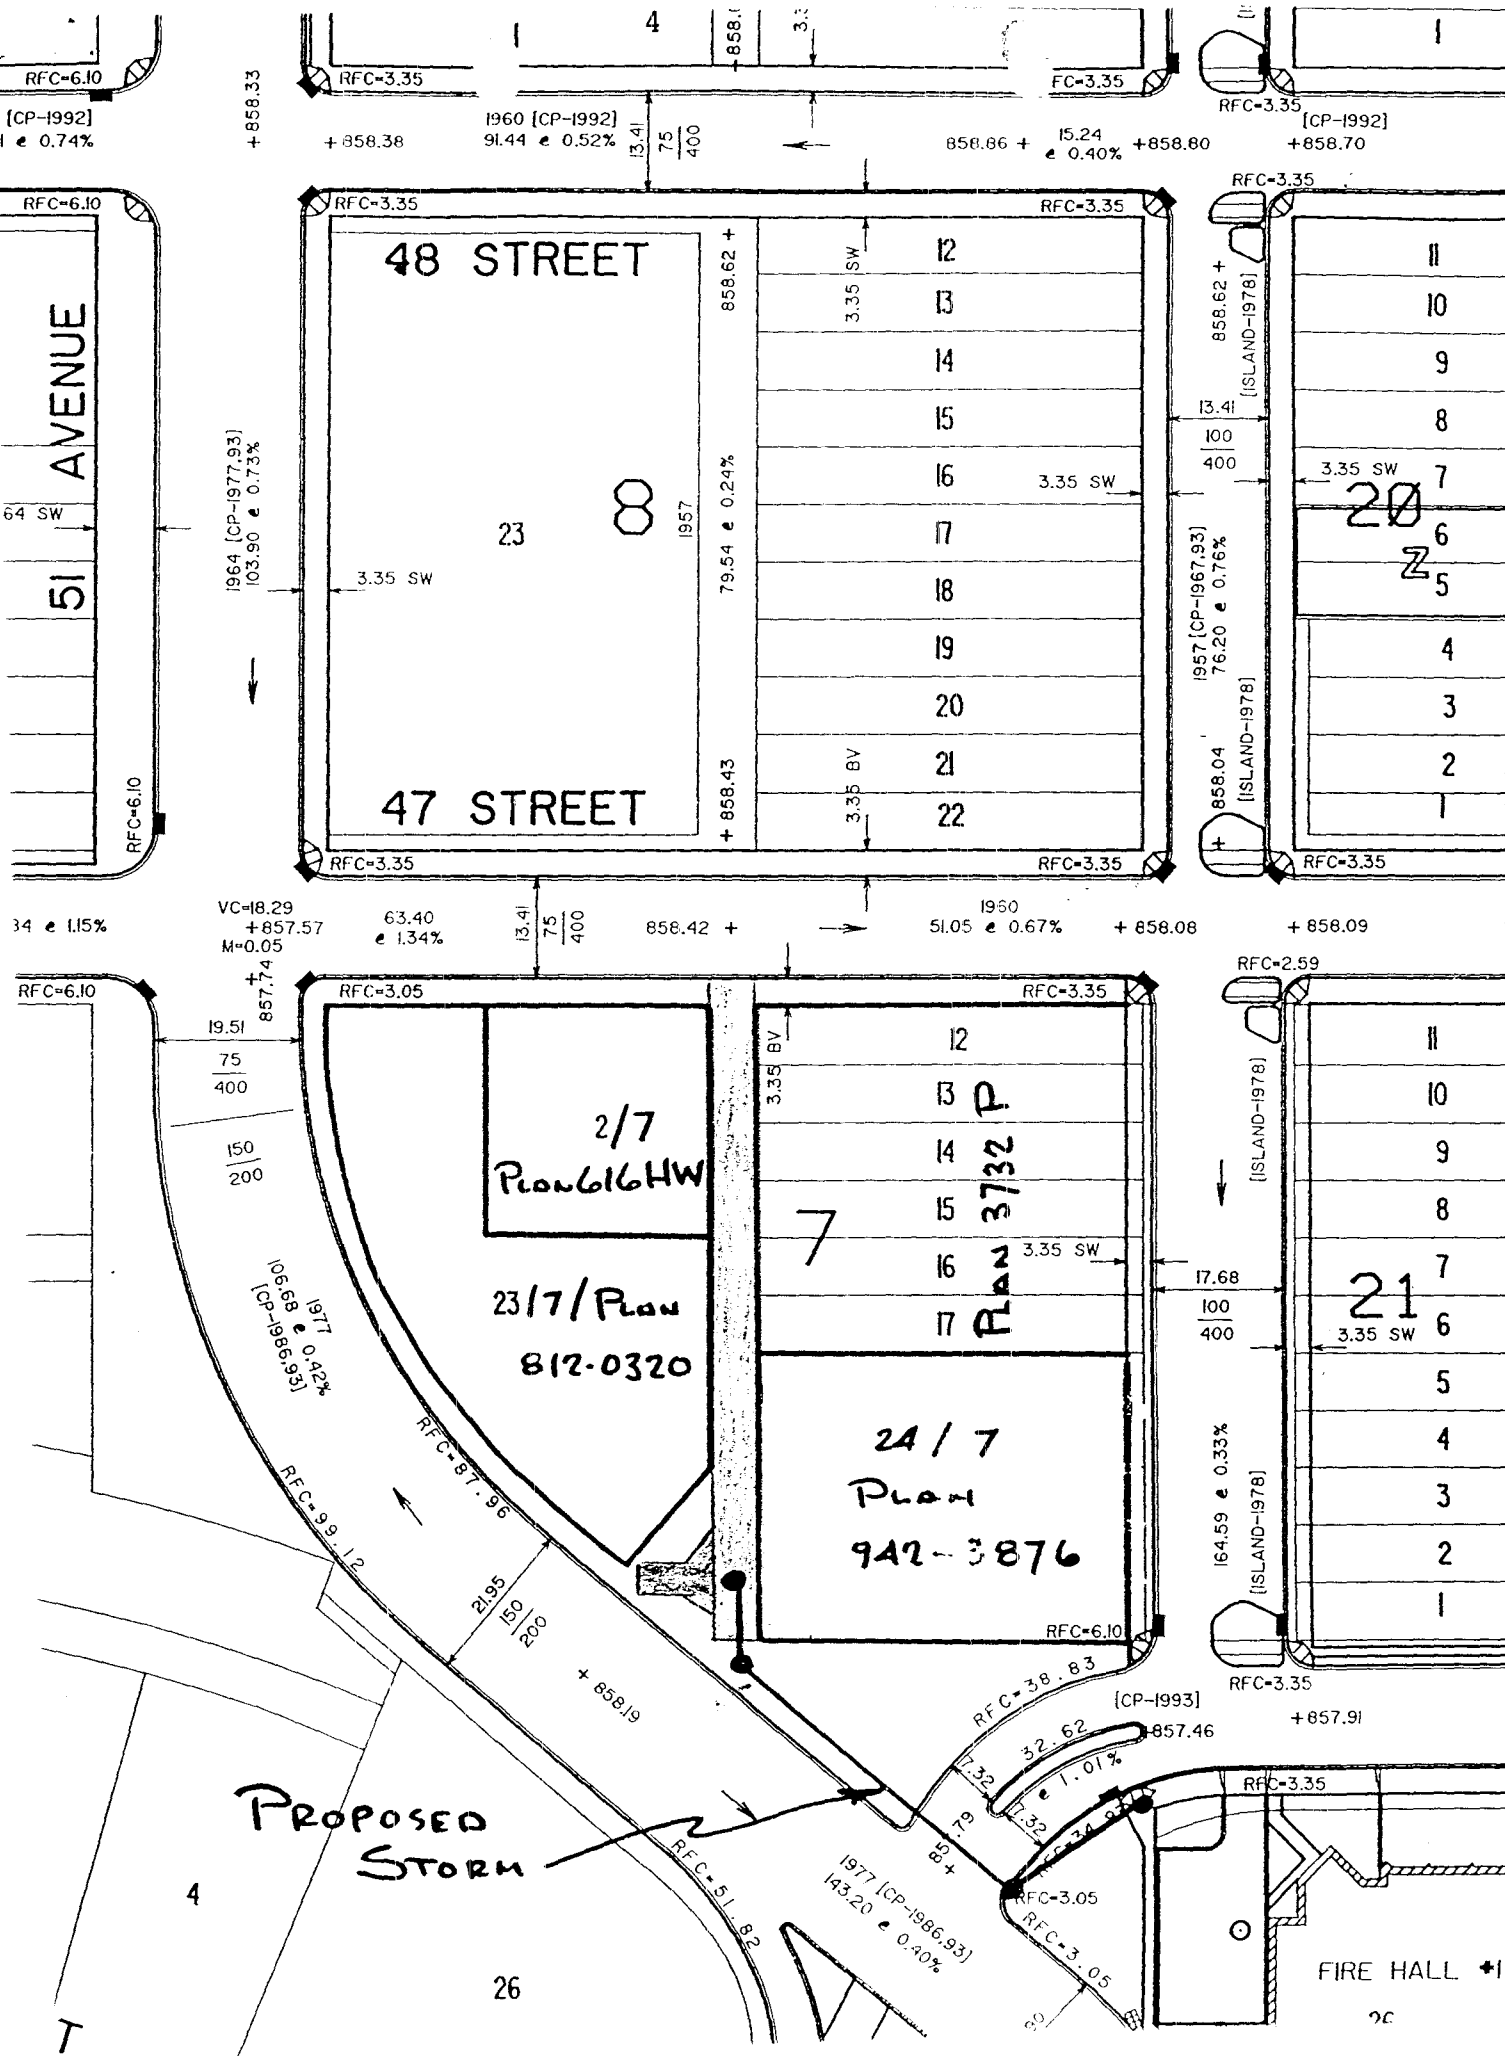 4
1
RFC=6.10
RFC=3.35
FC=3.35
RFC=3.35
+858.33
[CP-1992]
e 0.74%
+858.38
1960 [CP-1992]
91.44 e 0.52%
13.41
75
400
858.86 +
15.24
e 0.40%
+858.80
[CP-1992]
+858.70
RFC=6.10
RFC=3.35
RFC=3.35
RFC=3.35
48 STREET
858.62 +
3.35 SW
12
13
14
15
16
17
18
19
20
21
22
858.62 +
[ISLAND-1978]
11
10
9
8
7
6
5
4
3
2
1
51 AVENUE
64 SW
1964 [CP-1977,93]
103.90 e 0.73%
3.35 SW
23
8
1957
79.54 e 0.24%
3.35 SW
13.41
100
400
3.35 SW
20
Z
1957 [CP-1967,93]
76.20 e 0.76%
[ISLAND-1978]
+ 858.04
RFC=6.10
47 STREET
+ 858.43
3.35 BV
RFC=3.35
RFC=3.35
RFC=3.35
34 e 1.15%
VC=18.29
+857.57
M=0.05
63.40
e 1.34%
13.41
75
400
858.42 +
1960
51.05 e 0.67%
+858.08
+858.09
RFC=6.10
857.74 +
RFC=3.05
RFC=3.35
RFC=2.59
19.51
75
400
150
200
3.35 BV
12
13
14
15
16
17
PLAN 3732 P
[ISLAND-1978]
11
10
9
8
7
6
5
4
3
2
1
2/7
PLAN 616HW
7
3.35 SW
17.68
100
400
21
3.35 SW
1977
106.68 e 0.42%
[CP-1986,93]
23/7/PLAN
812-0320
24 / 7
PLAN
942-3876
RFC=87.96
RFC=99.12
164.59 e 0.33%
[ISLAND-1978]
21.95
150
200
RFC=6.10
RFC=3.35
+ 858.19
RFC=38.83
[CP-1993]
+857.46
+857.91
32.62
e 1.01%
7.32
7.32
RFC=3.35
PROPOSED
STORM
RFC=51.82
1977 [CP-1986,93]
143.20 e 0.40%
RFC=3.05
RFC=3.05
4
26
FIRE HALL #1
T